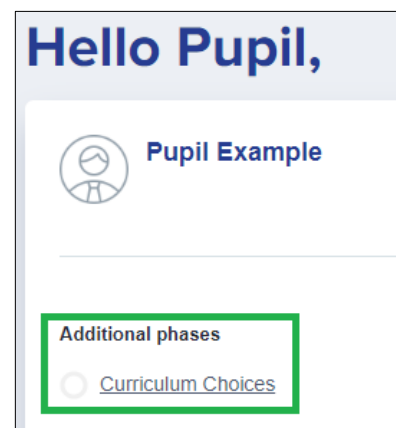 Hello Pupil,
Pupil Example
Additional phases
Curriculum Choices